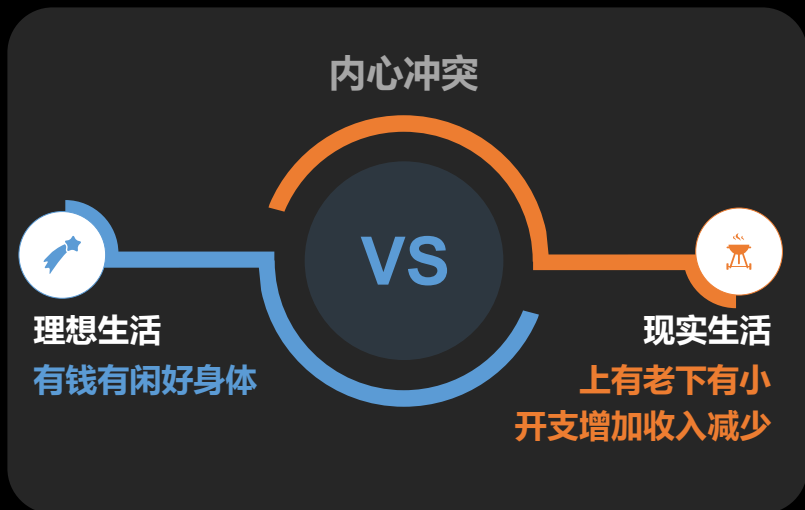 内心冲突
VS
理想生活
有钱有闲好身体
现实生活
上有老下有小
开支增加收入减少